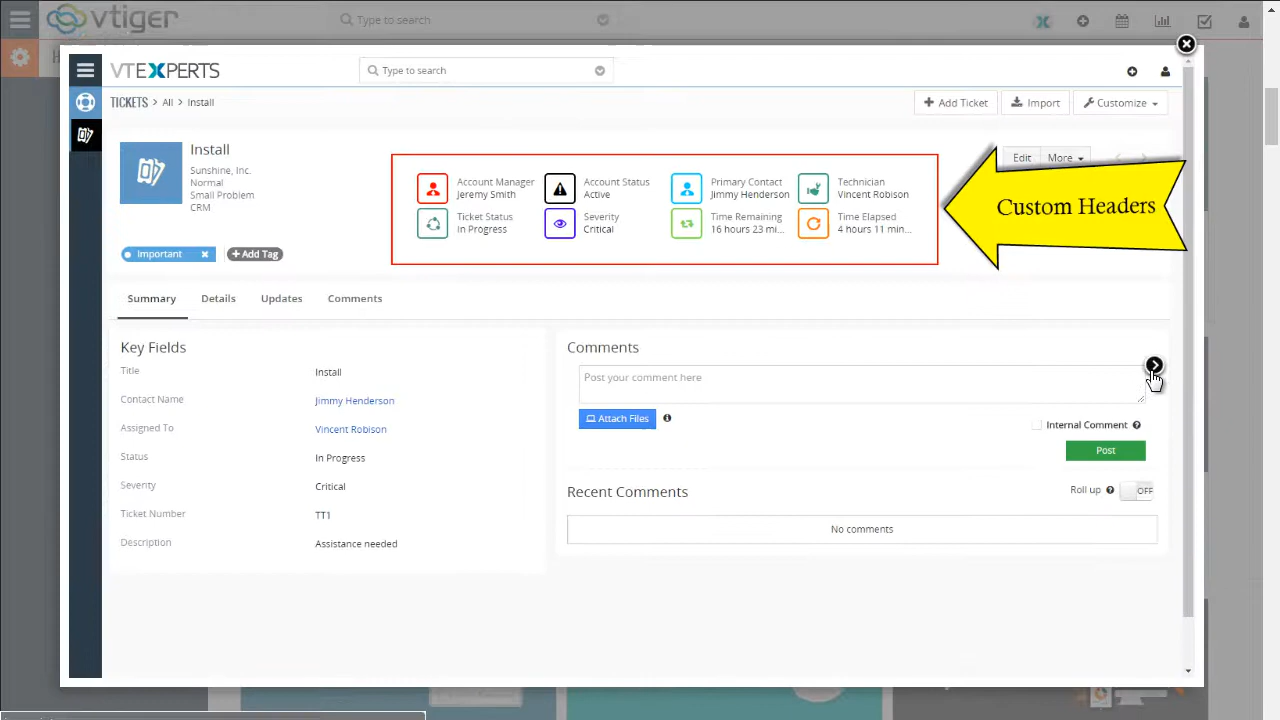 vtiger
Type to search
H
VTEXPERTS
Type to search
TICKETS > All > Install
Add Ticket
Import
Customize
Install
Sunshine, Inc.
Normal
Small Problem
CRM
Account Manager
Jeremy Smith
Account Status
Active
Primary Contact
Jimmy Henderson
Technician
Vincent Robison
Ticket Status
In Progress
Severity
Critical
Time Remaining
16 hours 23 mi...
Time Elapsed
4 hours 11 min...
Edit
More
Custom Headers
Important
+ Add Tag
Summary
Details
Updates
Comments
Key Fields
Title
Install
Contact Name
Jimmy Henderson
Assigned To
Vincent Robison
Status
In Progress
Severity
Critical
Ticket Number
TT1
Description
Assistance needed
Comments
Post your comment here
Attach Files
Internal Comment
Post
Recent Comments
Roll up
OFF
No comments